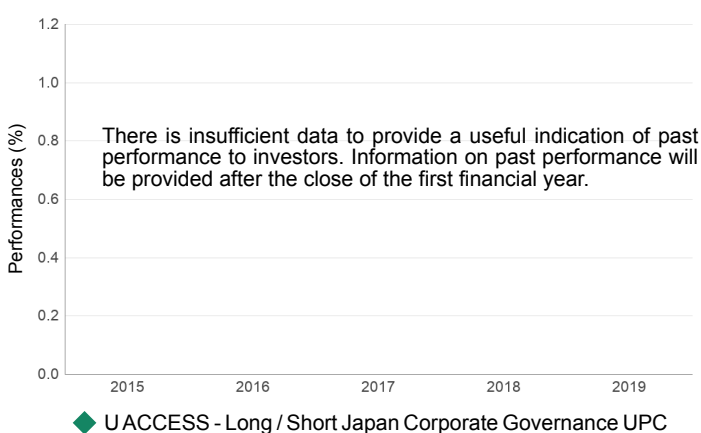 1.2
1.0
Performances (%)
0.8
There is insufficient data to provide a useful indication of past
performance to investors. Information on past performance will
be provided after the close of the first financial year.
0.6
0.4
0.2
0.0
2015 2016 2017 2018 2019
U ACCESS - Long / Short Japan Corporate Governance UPC